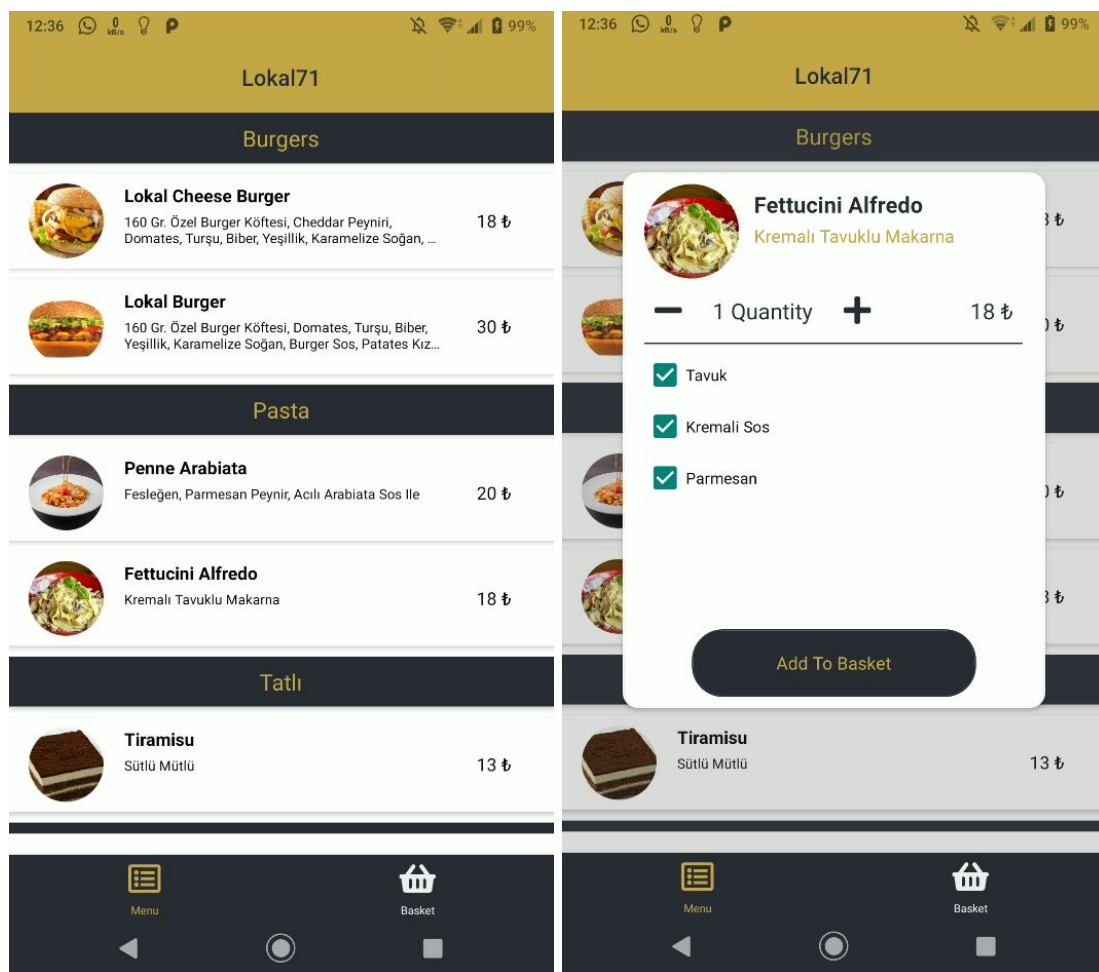 12:36 0 kB/s 99%
Lokal71
Burgers
Lokal Cheese Burger
160 Gr. Özel Burger Köftesi, Cheddar Peyniri,
Domates, Turşu, Biber, Yeşillik, Karamelize Soğan, ...
18 ₺
Lokal Burger
160 Gr. Özel Burger Köftesi, Domates, Turşu, Biber,
Yeşillik, Karamelize Soğan, Burger Sos, Patates Kız...
30 ₺
Pasta
Penne Arabiata
Fesleğen, Parmesan Peynir, Acılı Arabiata Sos Ile
20 ₺
Fettucini Alfredo
Kremalı Tavuklu Makarna
18 ₺
Tatlı
Tiramisu
Sütlü Mütlü
13 ₺
Menu
Basket
12:36 0 kB/s 99%
Lokal71
Burgers
Fettucini Alfredo
Kremalı Tavuklu Makarna
1 Quantity
18 ₺
Tavuk
Kremali Sos
Parmesan
Add To Basket
Tiramisu
Sütlü Mütlü
13 ₺
Menu
Basket